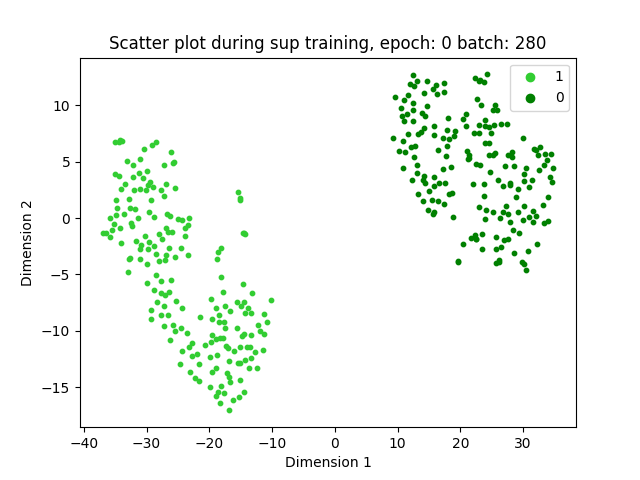 Scatter plot during sup training, epoch: 0 batch: 280
1
0
10
5
0
−5
−10
−15
Dimension 2
−40 −30 −20 −10 0 10 20 30
Dimension 1